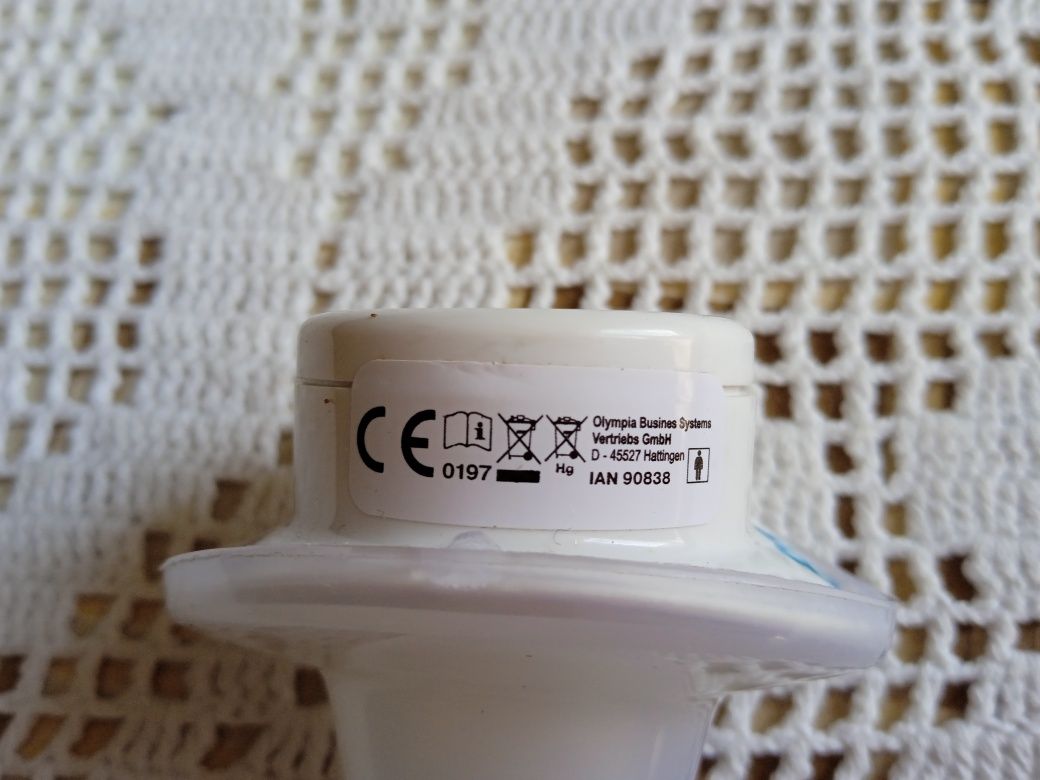 CE
0197
Hg
Olympia Busines Systems
Vertriebs GmbH
D - 45527 Hattingen
IAN 90838